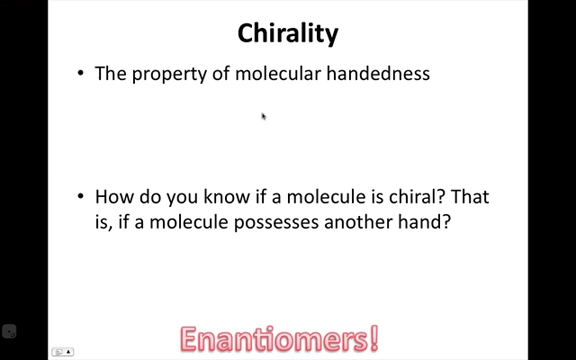 Chirality
• The property of molecular handedness
• How do you know if a molecule is chiral? That
is, if a molecule possesses another hand?
Enantiomers!